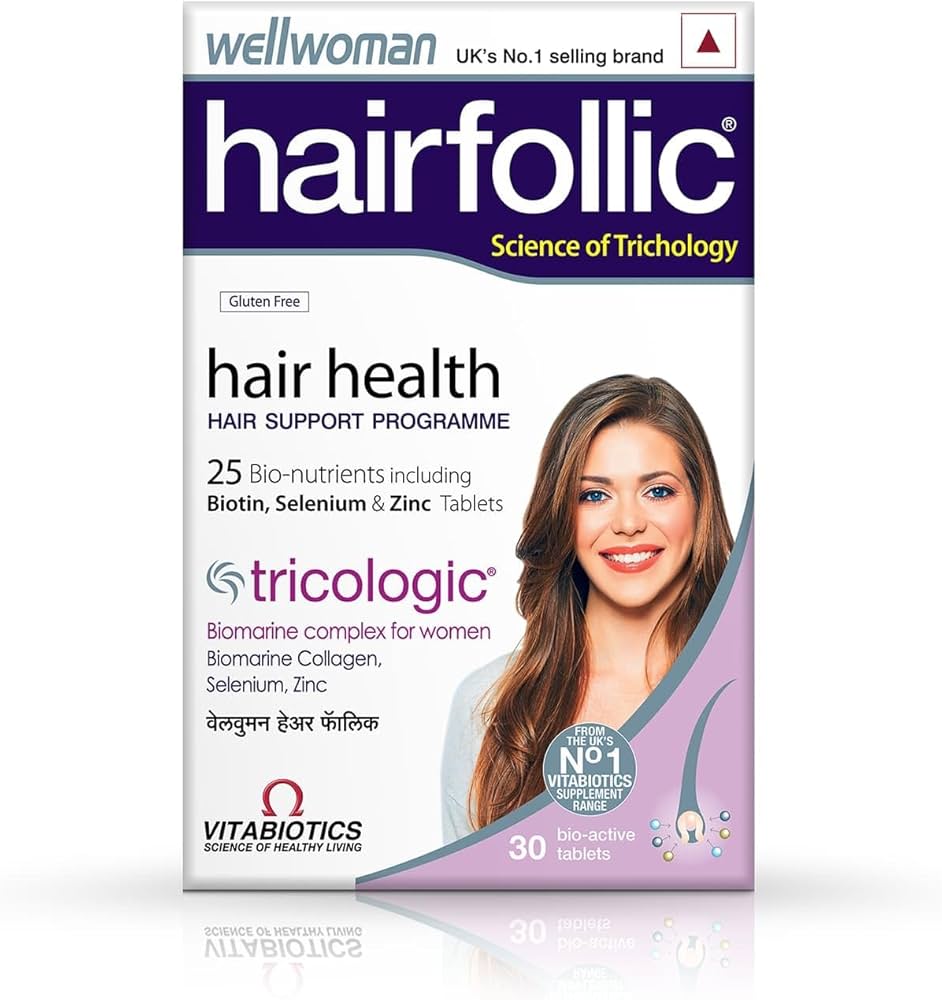 wellwoman UK's No.1 selling brand
hairfollic®
Science of Trichology
Gluten Free
hair health
HAIR SUPPORT PROGRAMME
25 Bio-nutrients including
Biotin, Selenium & Zinc Tablets
tricologic®
Biomarine complex for women
Biomarine Collagen,
Selenium, Zinc
वेलवुमन हेअर फॅालिक
VITABIOTICS
SCIENCE OF HEALTHY LIVING
FROM
THE UK'S
Nº1
VITABIOTICS
SUPPLEMENT
RANGE
30 bio-active
tablets